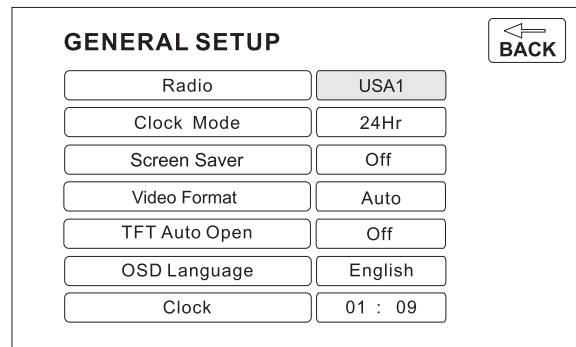 GENERAL SETUP
BACK
Radio USA1
Clock Mode 24Hr
Screen Saver Off
Video Format Auto
TFT Auto Open Off
OSD Language English
Clock 01 : 09